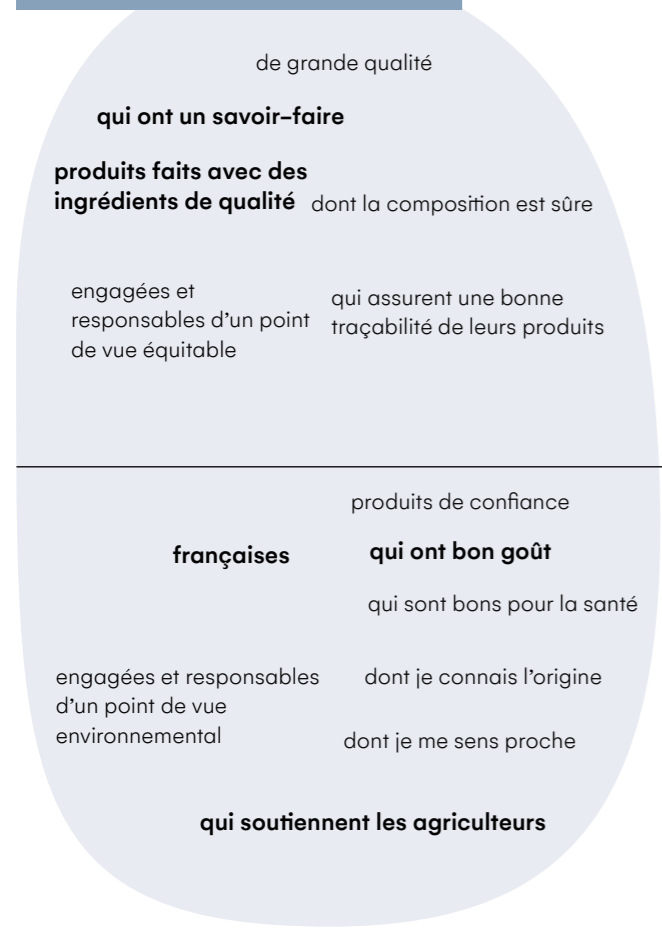 de grande qualité
qui ont un savoir-faire
produits faits avec des
ingrédients de qualité
dont la composition est sûre
engagées et
responsables d'un point
de vue équitable
qui assurent une bonne
traçabilité de leurs produits
produits de confiance
françaises
qui ont bon goût
qui sont bons pour la santé
engagées et responsables
d'un point de vue
environnemental
dont je connais l'origine
dont je me sens proche
qui soutiennent les agriculteurs